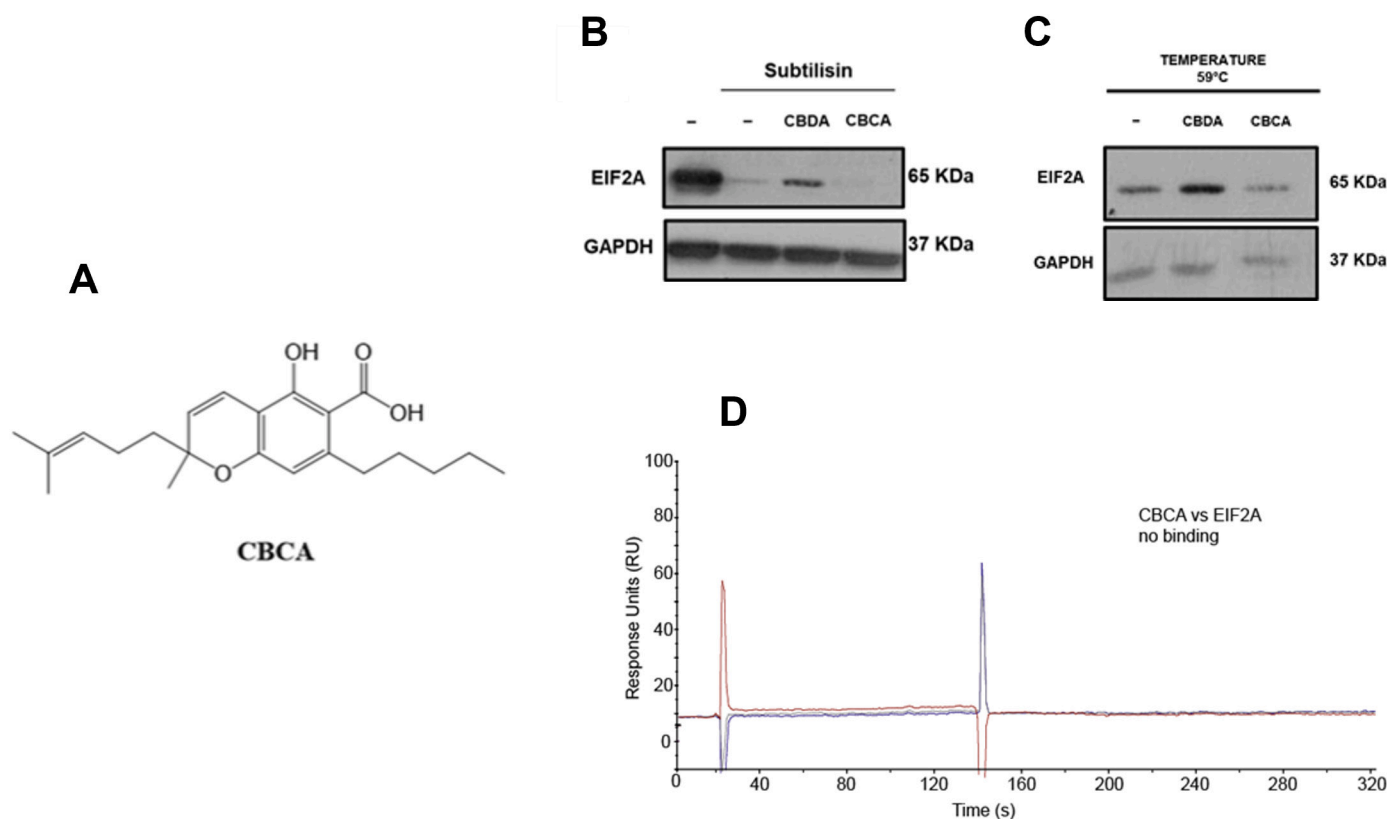 A
OH
O
OH
O
CBCA
B
Subtilisin
–
–
CBDA
CBCA
EIF2A
65 KDa
GAPDH
37 KDa
C
TEMPERATURE
59ºC
–
CBDA
CBCA
EIF2A
65 KDa
GAPDH
37 KDa
D
100
80
60
40
20
0
Response Units (RU)
CBCA vs EIF2A
no binding
0
40
80
120
160
200
240
280
320
Time (s)